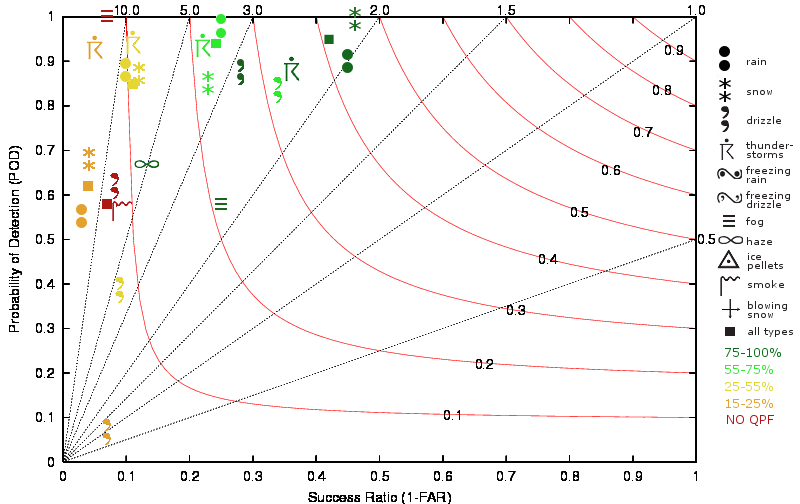 10.0 5.0 3.0 2.0 1.5 1.0
1
0.9
0.8
0.7
0.6
0.5
0.4
0.3
0.2
0.1
0
Probability of Detection (POD)
0.9
0.8
0.7
0.6
0.5
0.4
0.3
0.2
0.1
0.5
0 0.1 0.2 0.3 0.4 0.5 0.6 0.7 0.8 0.9 1
Success Ratio (1-FAR)
rain
snow
drizzle
thunder-
storms
freezing
rain
freezing
drizzle
fog
haze
ice
pellets
smoke
blowing
snow
all types
75-100%
55-75%
25-55%
15-25%
NO QPF